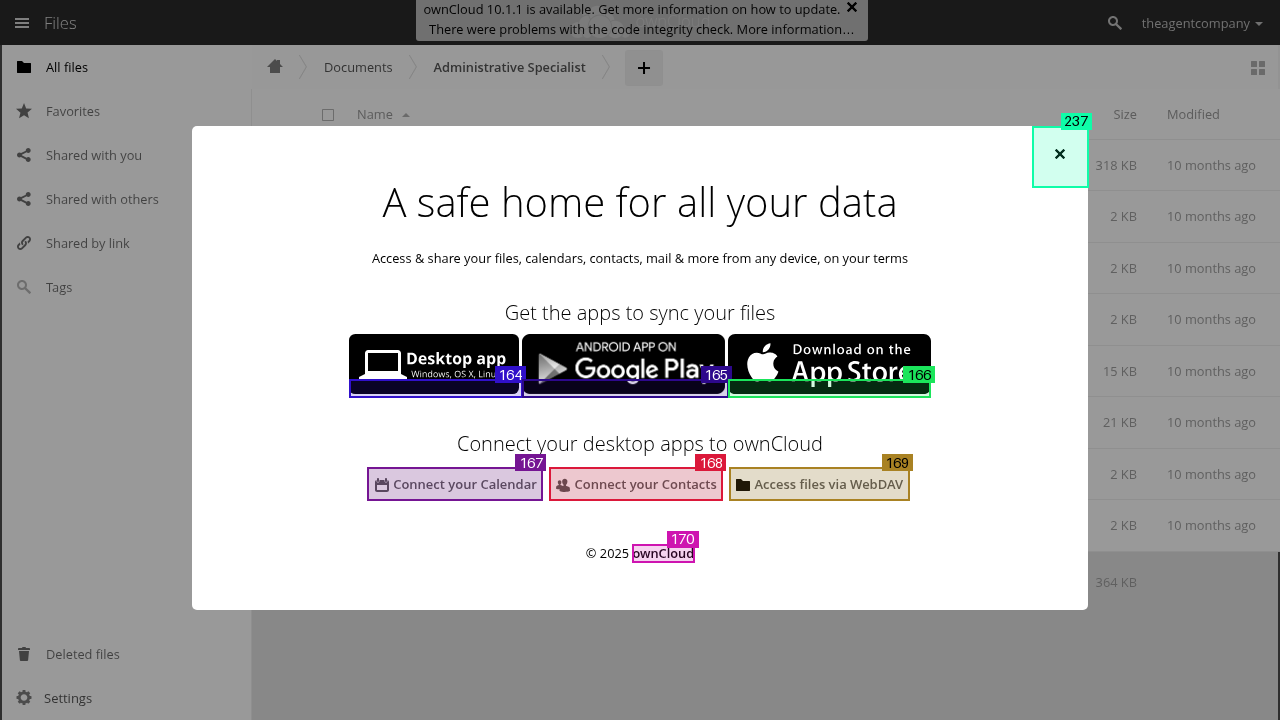 ownCloud 10.1.1 is available. Get more information on how to update.
There were problems with the code integrity check. More information…
Files
theagentcompany
All files
Favorites
Shared with you
Shared with others
Shared by link
Tags
Deleted files
Settings
Documents
Administrative Specialist
Name
Size
Modified
318 KB 10 months ago
2 KB 10 months ago
2 KB 10 months ago
2 KB 10 months ago
15 KB 10 months ago
21 KB 10 months ago
2 KB 10 months ago
2 KB 10 months ago
364 KB
237
A safe home for all your data
Access & share your files, calendars, contacts, mail & more from any device, on your terms
Get the apps to sync your files
Desktop app
Windows, OS X, Linu
164
ANDROID APP ON
Google Play
165
Download on the
App Store
166
Connect your desktop apps to ownCloud
167
Connect your Calendar
168
Connect your Contacts
169
Access files via WebDAV
170
© 2025 ownCloud